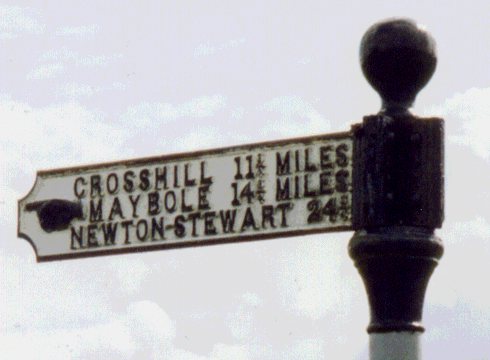 CROSSHILL 11¼ MILES
MAYBOLE 14¼ MILES
NEWTON-STEWART 24